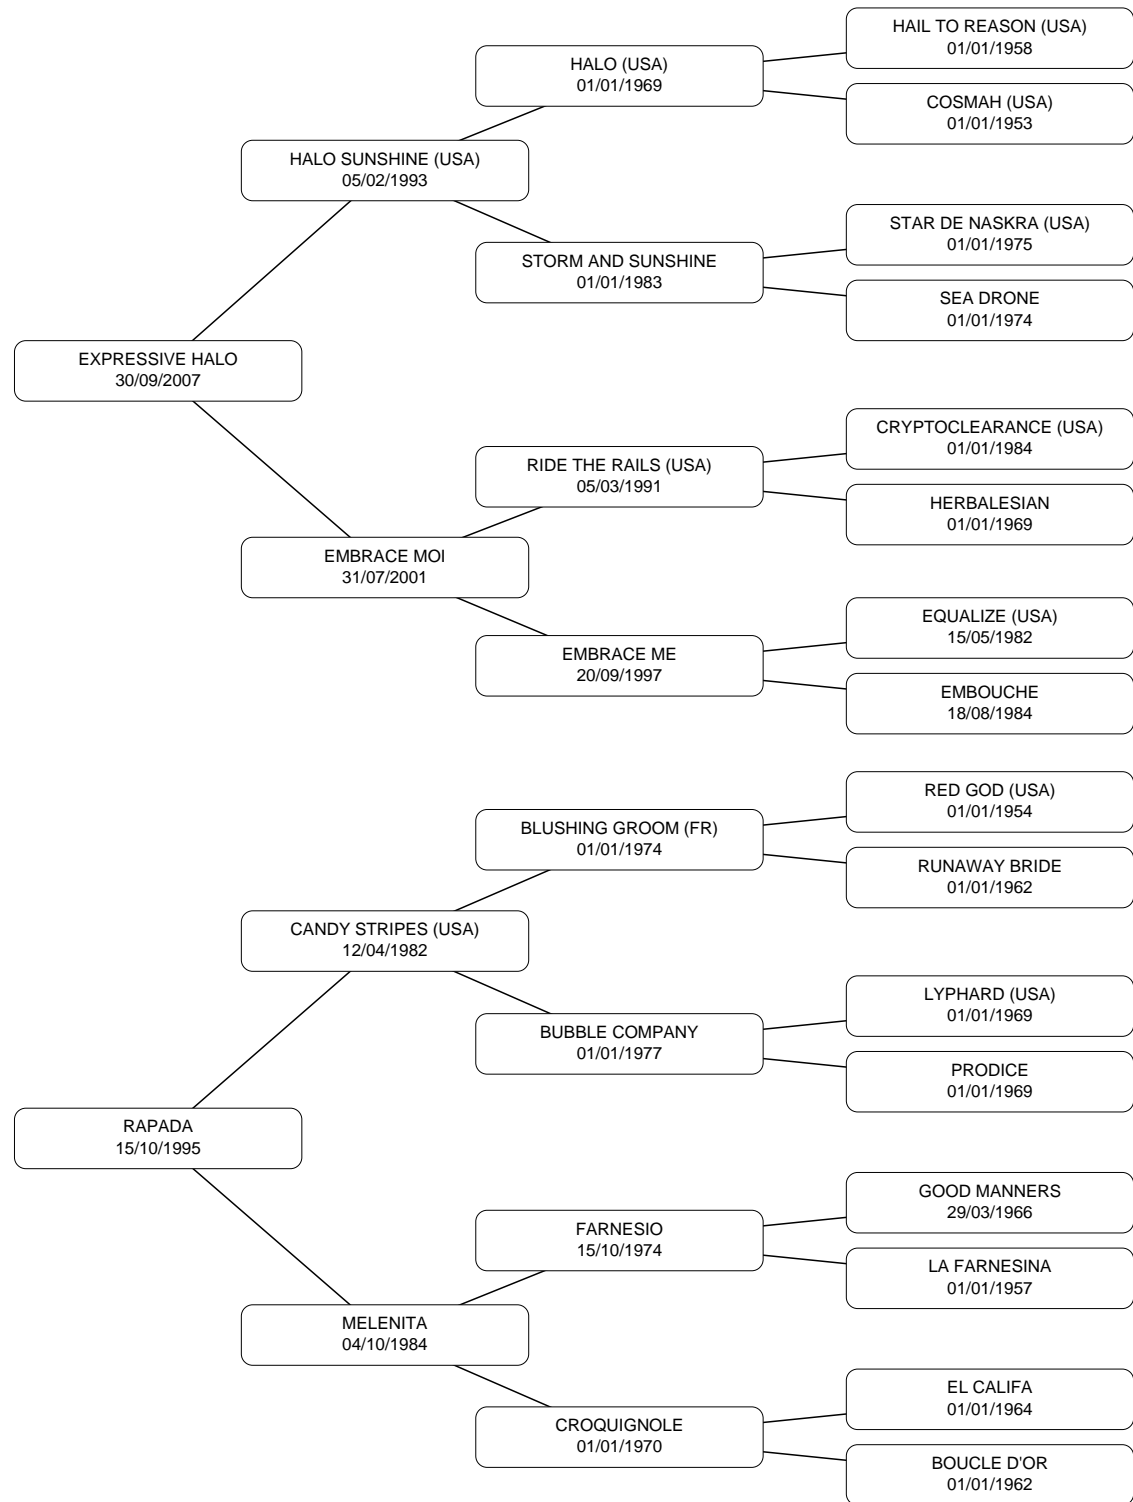 HAIL TO REASON (USA)
01/01/1958
HALO (USA)
01/01/1969
COSMAH (USA)
01/01/1953
HALO SUNSHINE (USA)
05/02/1993
STAR DE NASKRA (USA)
01/01/1975
STORM AND SUNSHINE
01/01/1983
SEA DRONE
01/01/1974
EXPRESSIVE HALO
30/09/2007
CRYPTOCLEARANCE (USA)
01/01/1984
RIDE THE RAILS (USA)
05/03/1991
HERBALESIAN
01/01/1969
EMBRACE MOI
31/07/2001
EQUALIZE (USA)
15/05/1982
EMBRACE ME
20/09/1997
EMBOUCHE
18/08/1984
RED GOD (USA)
01/01/1954
BLUSHING GROOM (FR)
01/01/1974
RUNAWAY BRIDE
01/01/1962
CANDY STRIPES (USA)
12/04/1982
LYPHARD (USA)
01/01/1969
BUBBLE COMPANY
01/01/1977
PRODICE
01/01/1969
RAPADA
15/10/1995
GOOD MANNERS
29/03/1966
FARNESIO
15/10/1974
LA FARNESINA
01/01/1957
MELENITA
04/10/1984
EL CALIFA
01/01/1964
CROQUIGNOLE
01/01/1970
BOUCLE D'OR
01/01/1962